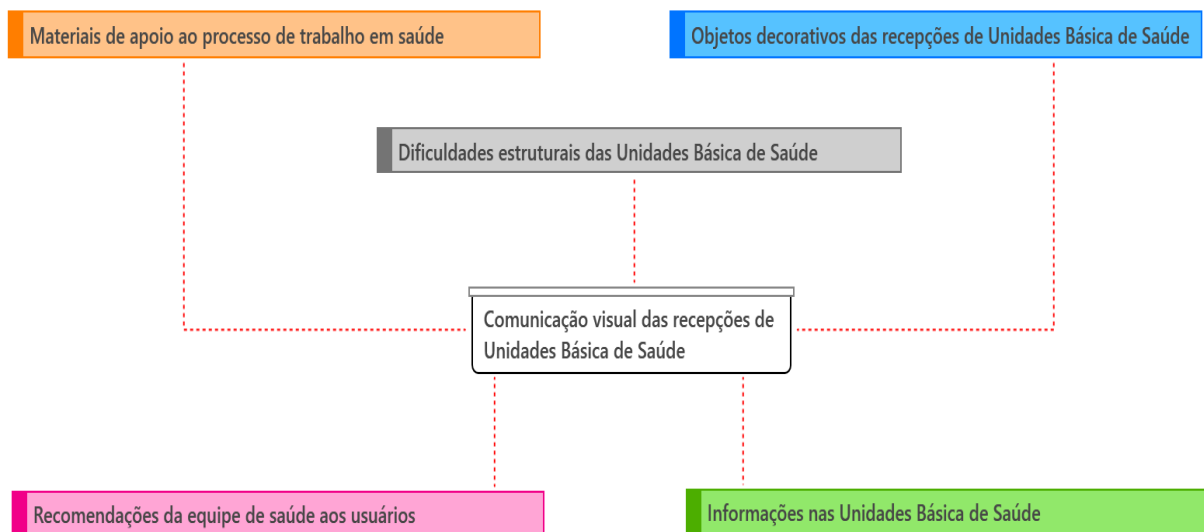 Materiais de apoio ao processo de trabalho em saúde
Objetos decorativos das recepções de Unidades Básica de Saúde
Dificuldades estruturais das Unidades Básica de Saúde
Comunicação visual das recepções de
Unidades Básica de Saúde
Recomendações da equipe de saúde aos usuários
Informações nas Unidades Básica de Saúde